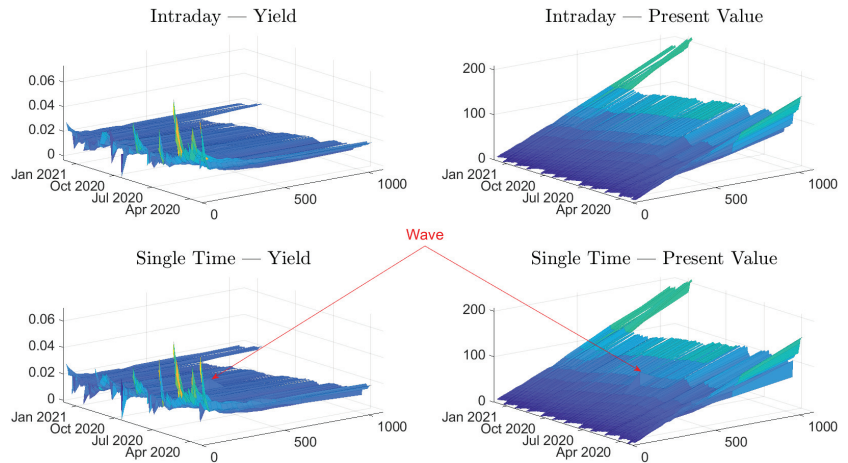 Intraday — Yield
0.06
0.04
0.02
0
Jan 2021
Oct 2020
Jul 2020
Apr 2020
0
500
1000
Intraday — Present Value
200
100
0
Jan 2021
Oct 2020
Jul 2020
Apr 2020
0
500
1000
Wave
Single Time — Yield
0.06
0.04
0.02
0
Jan 2021
Oct 2020
Jul 2020
Apr 2020
0
500
1000
Single Time — Present Value
200
100
0
Jan 2021
Oct 2020
Jul 2020
Apr 2020
0
500
1000